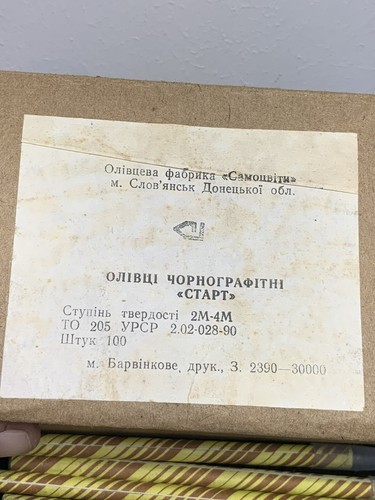 Олівцева фабрика «Самоцвіти»
м. Слов'янськ Донецької обл.
ОЛІВЦІ ЧОРНОГРАФІТНІ
«СТАРТ»
Ступінь твердості 2М-4М
ТО 205 УРСР 2.02-028-90
Штук 100
м. Барвінкове, друк., З. 2390—30000